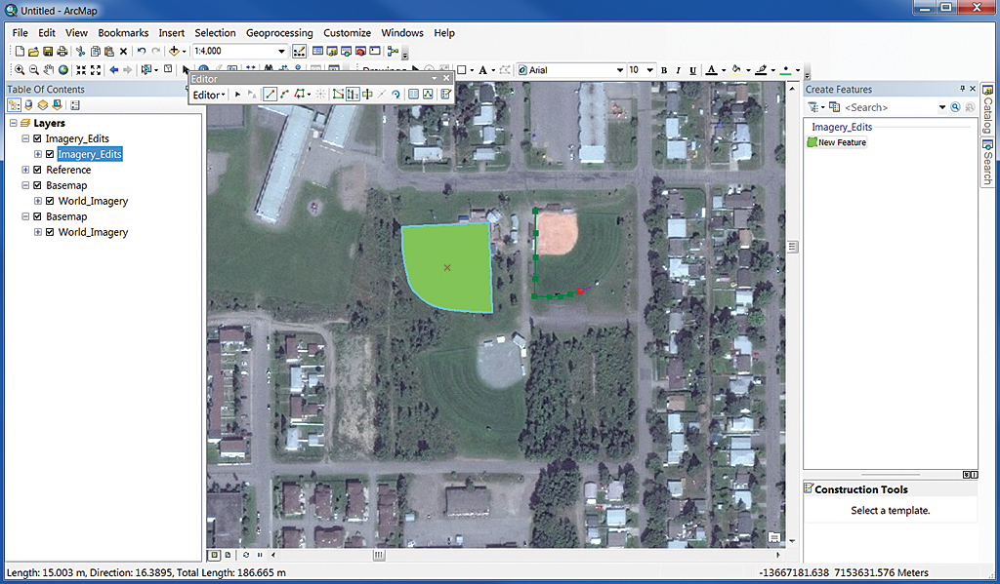 Untitled - ArcMap
File Edit View Bookmarks Insert Selection Geoprocessing Customize Windows Help
1:4,000
Arial 10 B I U A
Editor
Editor
Table Of Contents
Layers
Imagery_Edits
Imagery_Edits
Reference
Basemap
World_Imagery
Basemap
World_Imagery
Create Features
<Search>
Imagery_Edits
New Feature
Catalog
Search
Construction Tools
Select a template.
Length: 15.003 m, Direction: 16.3895, Total Length: 186.665 m
-13667181.638 7153631.576 Meters